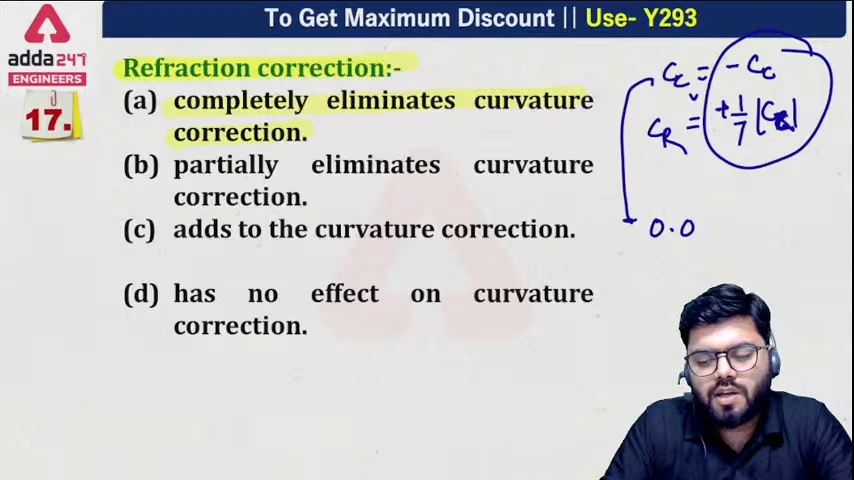 To Get Maximum Discount || Use- Y293
adda247
ENGINEERS
17.
Refraction correction:-
(a) completely eliminates curvature
correction.
(b) partially eliminates curvature
correction.
(c) adds to the curvature correction.
(d) has no effect on curvature
correction.
Cc = - Cc
CR = + 1/7 |Cc|
0.0